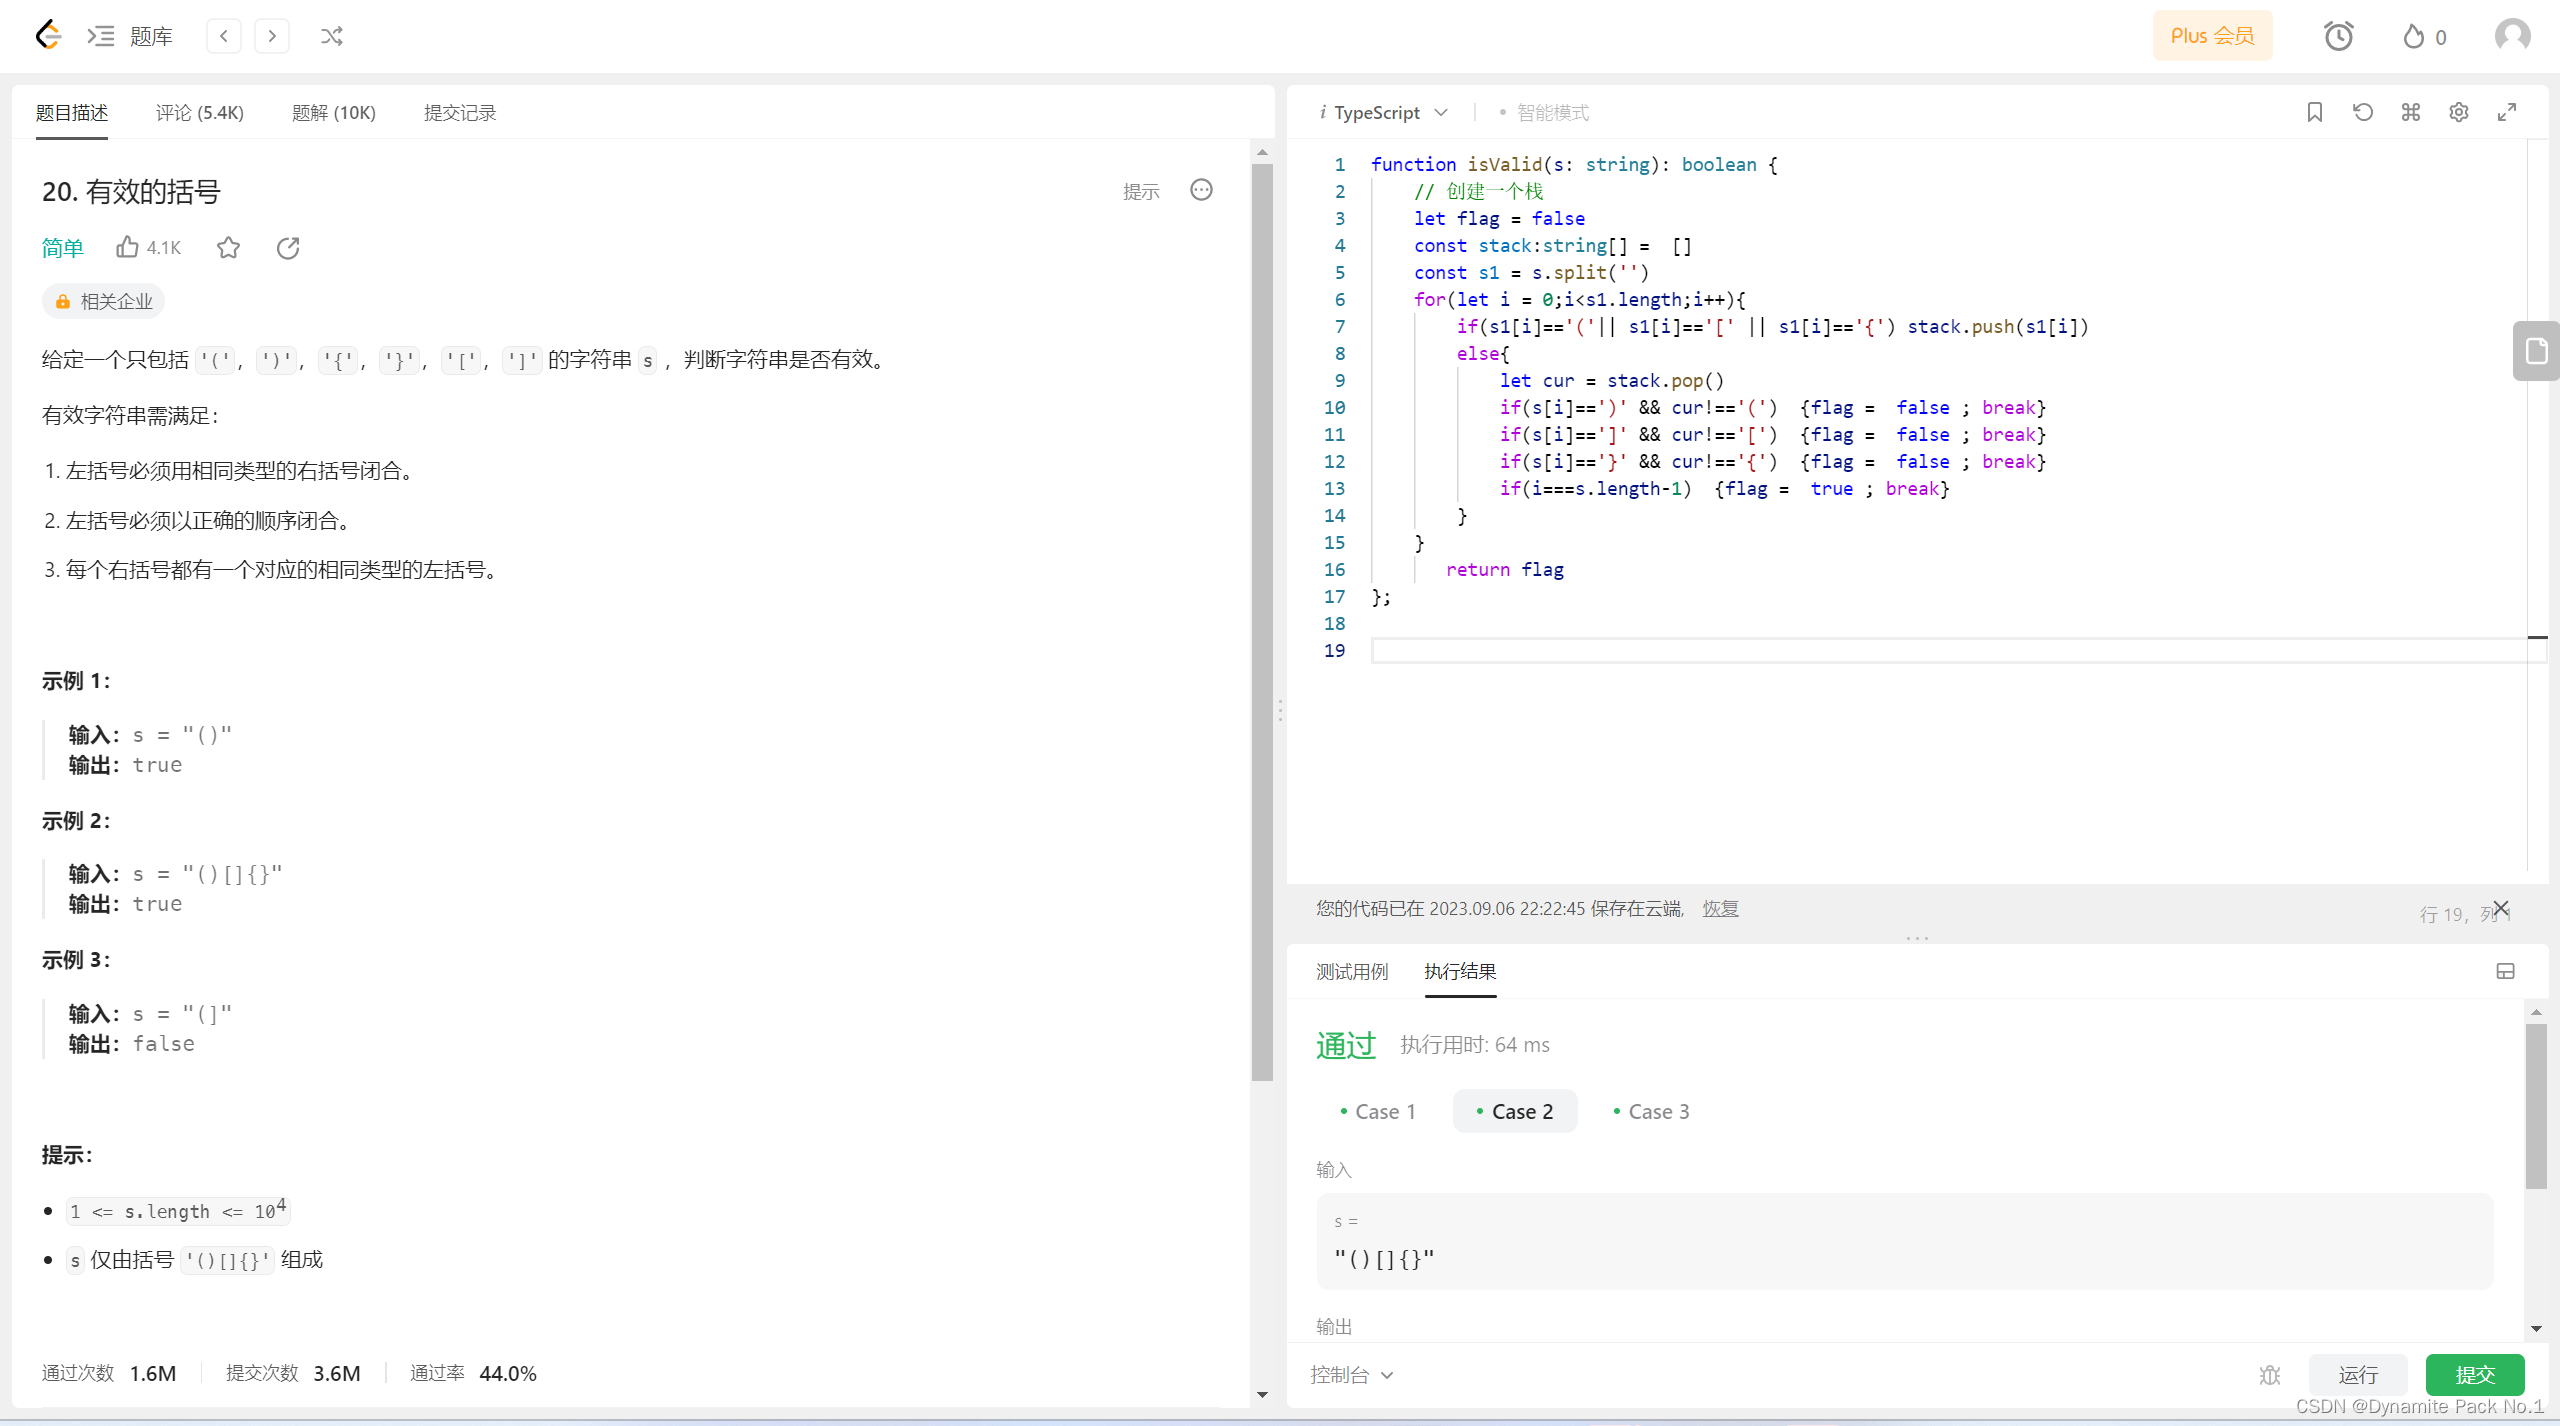 题库
Plus 会员
0
题目描述 评论 (5.4K) 题解 (10K) 提交记录
20. 有效的括号
提示
简单 4.1K
相关企业
给定一个只包括 '(', ')', '{', '}', '[', ']' 的字符串 s ，判断字符串是否有效。
有效字符串需满足：
1. 左括号必须用相同类型的右括号闭合。
2. 左括号必须以正确的顺序闭合。
3. 每个右括号都有一个对应的相同类型的左括号。
示例 1：
输入：s = "()"
输出：true
示例 2：
输入：s = "()[]{}"
输出：true
示例 3：
输入：s = "(]"
输出：false
提示：
1 <= s.length <= 10^4
s 仅由括号 '()[]{}' 组成
通过次数 1.6M 提交次数 3.6M 通过率 44.0%
i TypeScript 智能模式
1 function isValid(s: string): boolean {
2     // 创建一个栈
3     let flag = false
4     const stack:string[] =  []
5     const s1 = s.split('')
6     for(let i = 0;i<s1.length;i++){
7         if(s1[i]=='('|| s1[i]=='[' || s1[i]=='{') stack.push(s1[i])
8         else{
9             let cur = stack.pop()
10             if(s[i]==')' && cur!=='(')  {flag =  false ; break}
11             if(s[i]==']' && cur!=='[')  {flag =  false ; break}
12             if(s[i]=='}' && cur!=='{')  {flag =  false ; break}
13             if(i===s.length-1)  {flag =  true ; break}
14         }
15     }
16        return flag
17 };
18
19
您的代码已在 2023.09.06 22:22:45 保存在云端, 恢复
行 19, 列 1
测试用例 执行结果
通过 执行用时: 64 ms
Case 1 Case 2 Case 3
输入
s =
"()[]{}"
输出
控制台
运行 提交
CSDN @Dynamite Pack No.1